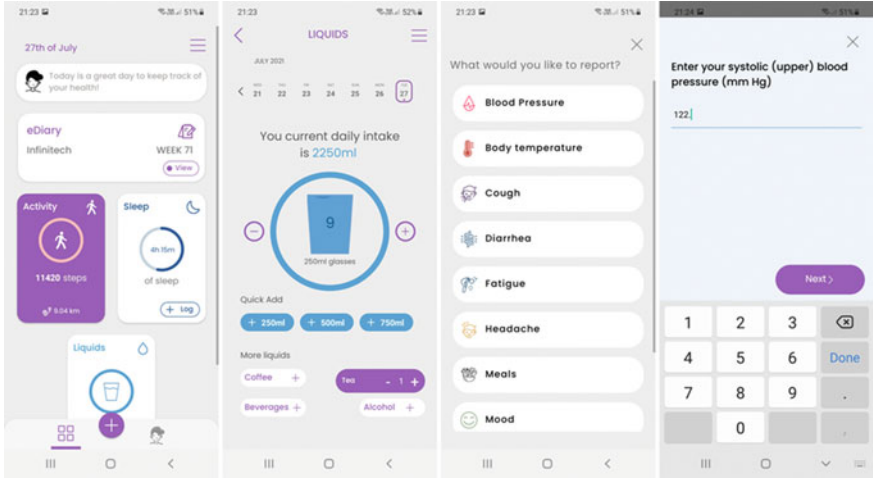 21:23
51%
27th of July
Today is a great day to keep track of
your health!
eDiary
Infinitech
WEEK 71
View
Activity
Sleep
4h 15m
11420 steps
of sleep
9.04 km
+ Log
Liquids
21:23
52%
LIQUIDS
JULY 2021
21 22 23 24 25 26 27
You current daily intake
is 2250ml
9
250ml glasses
Quick Add
+ 250ml
+ 500ml
+ 750ml
More liquids
Coffee +
Tea - 1 +
Beverages +
Alcohol +
21:23
51%
What would you like to report?
Blood Pressure
Body temperature
Cough
Diarrhea
Fatigue
Headache
Meals
Mood
21:24
51%
Enter your systolic (upper) blood
pressure (mm Hg)
122.
Next >
1 2 3
4 5 6 Done
7 8 9 .
0 ,